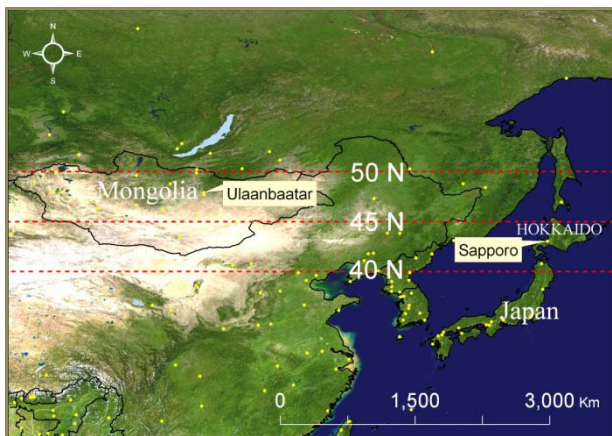 N
W E
S
50 N
Mongolia
Ulaanbaatar
45 N
HOKKAIDO
Sapporo
40 N
Japan
0 1,500 3,000 Km